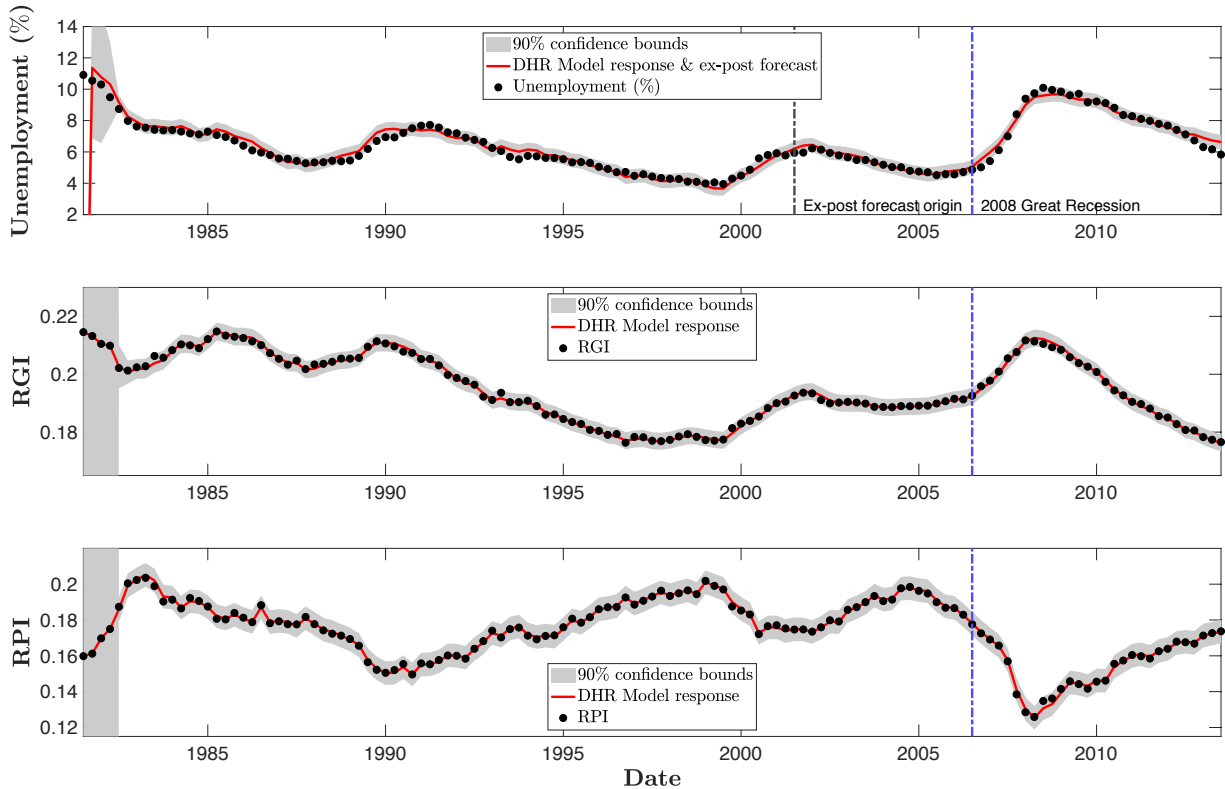 Unemployment (%)
14
12
10
8
6
4
2
90% confidence bounds
DHR Model response & ex-post forecast
Unemployment (%)
Ex-post forecast origin
2008 Great Recession
1985
1990
1995
2000
2005
2010
RGI
0.22
0.2
0.18
90% confidence bounds
DHR Model response
RGI
1985
1990
1995
2000
2005
2010
RPI
0.2
0.18
0.16
0.14
0.12
90% confidence bounds
DHR Model response
RPI
1985
1990
1995
2000
2005
2010
Date